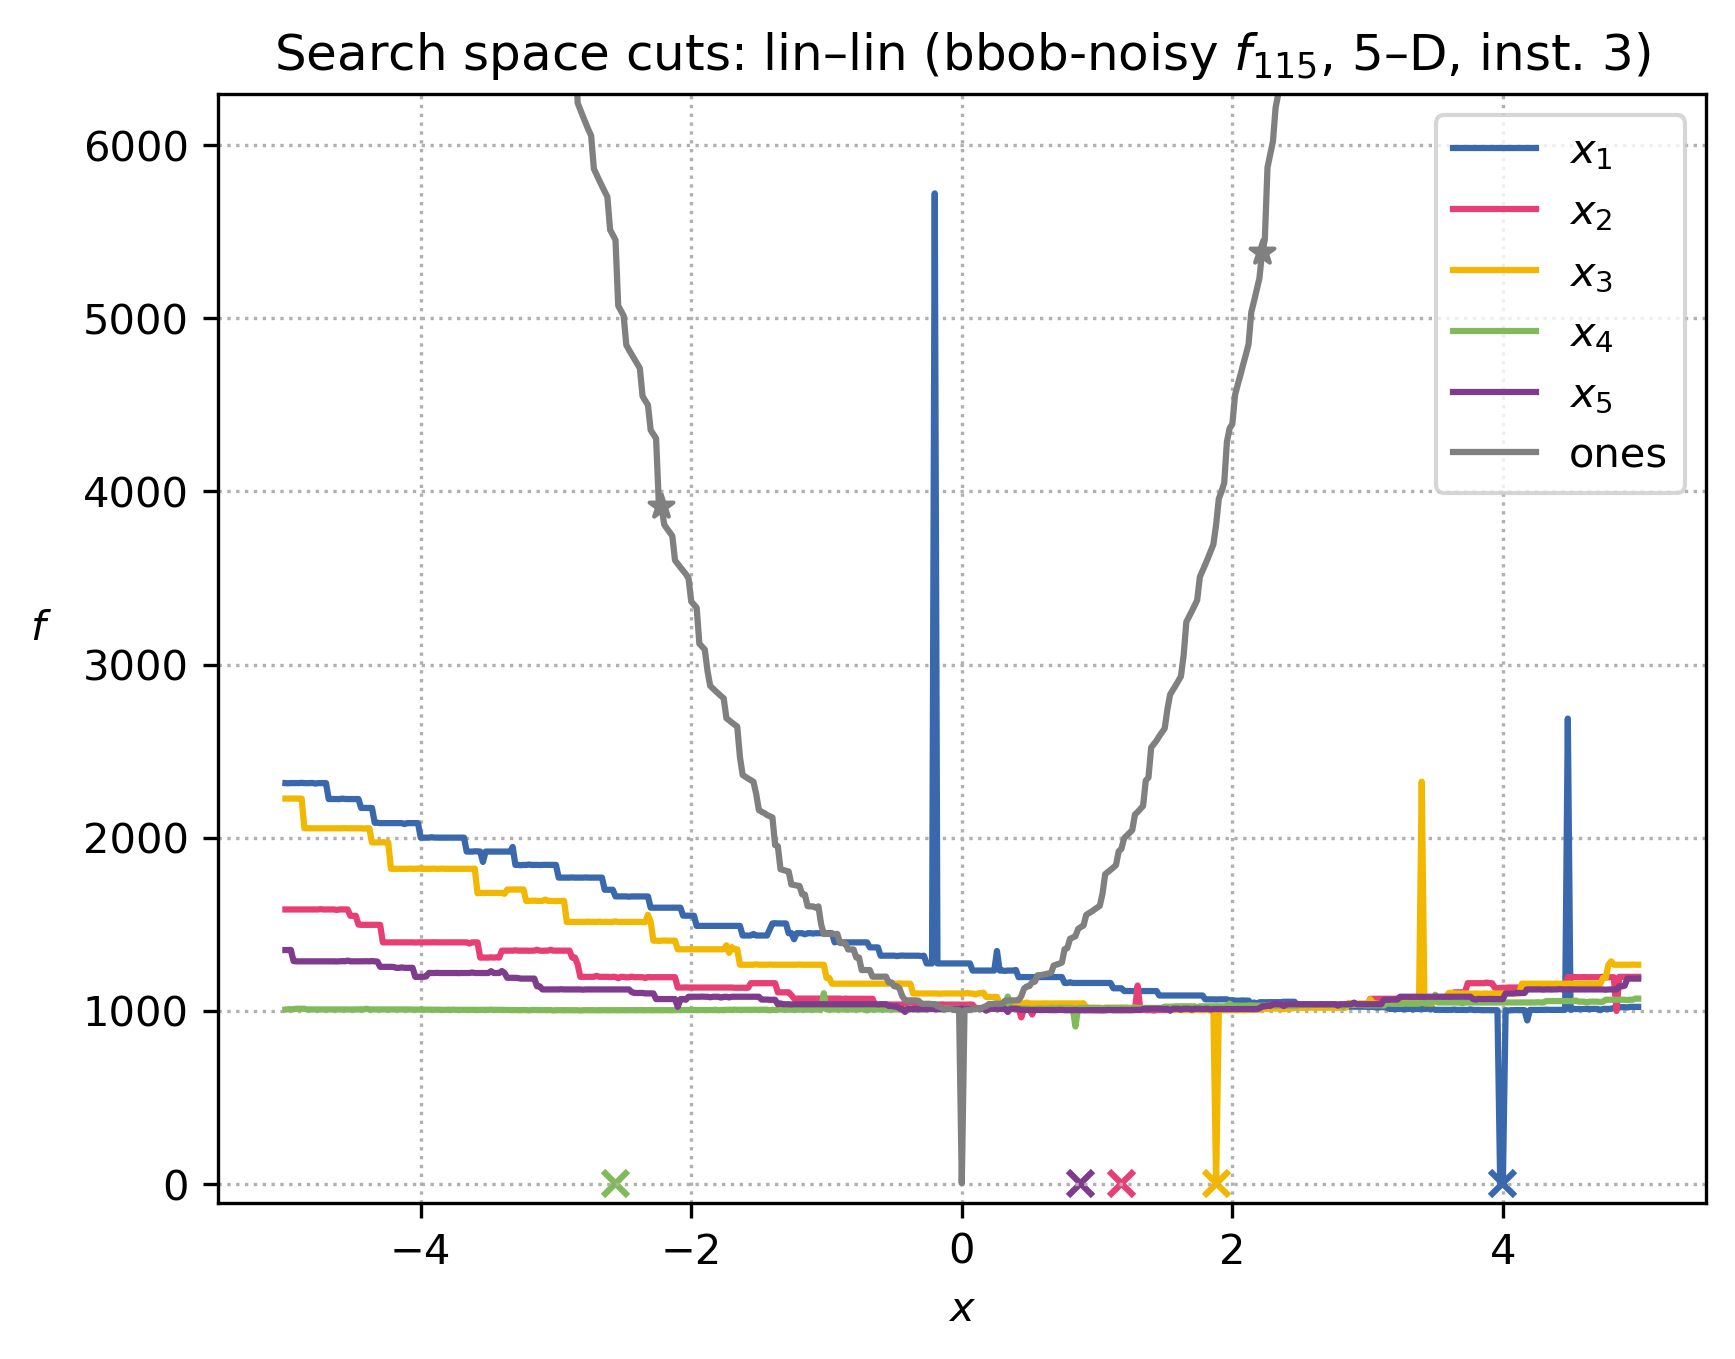 Search space cuts: lin–lin (bbob-noisy f₁₁₅, 5–D, inst. 3)
6000
5000
4000
3000
2000
1000
0
f
−4 −2 0 2 4
x
x₁
x₂
x₃
x₄
x₅
ones